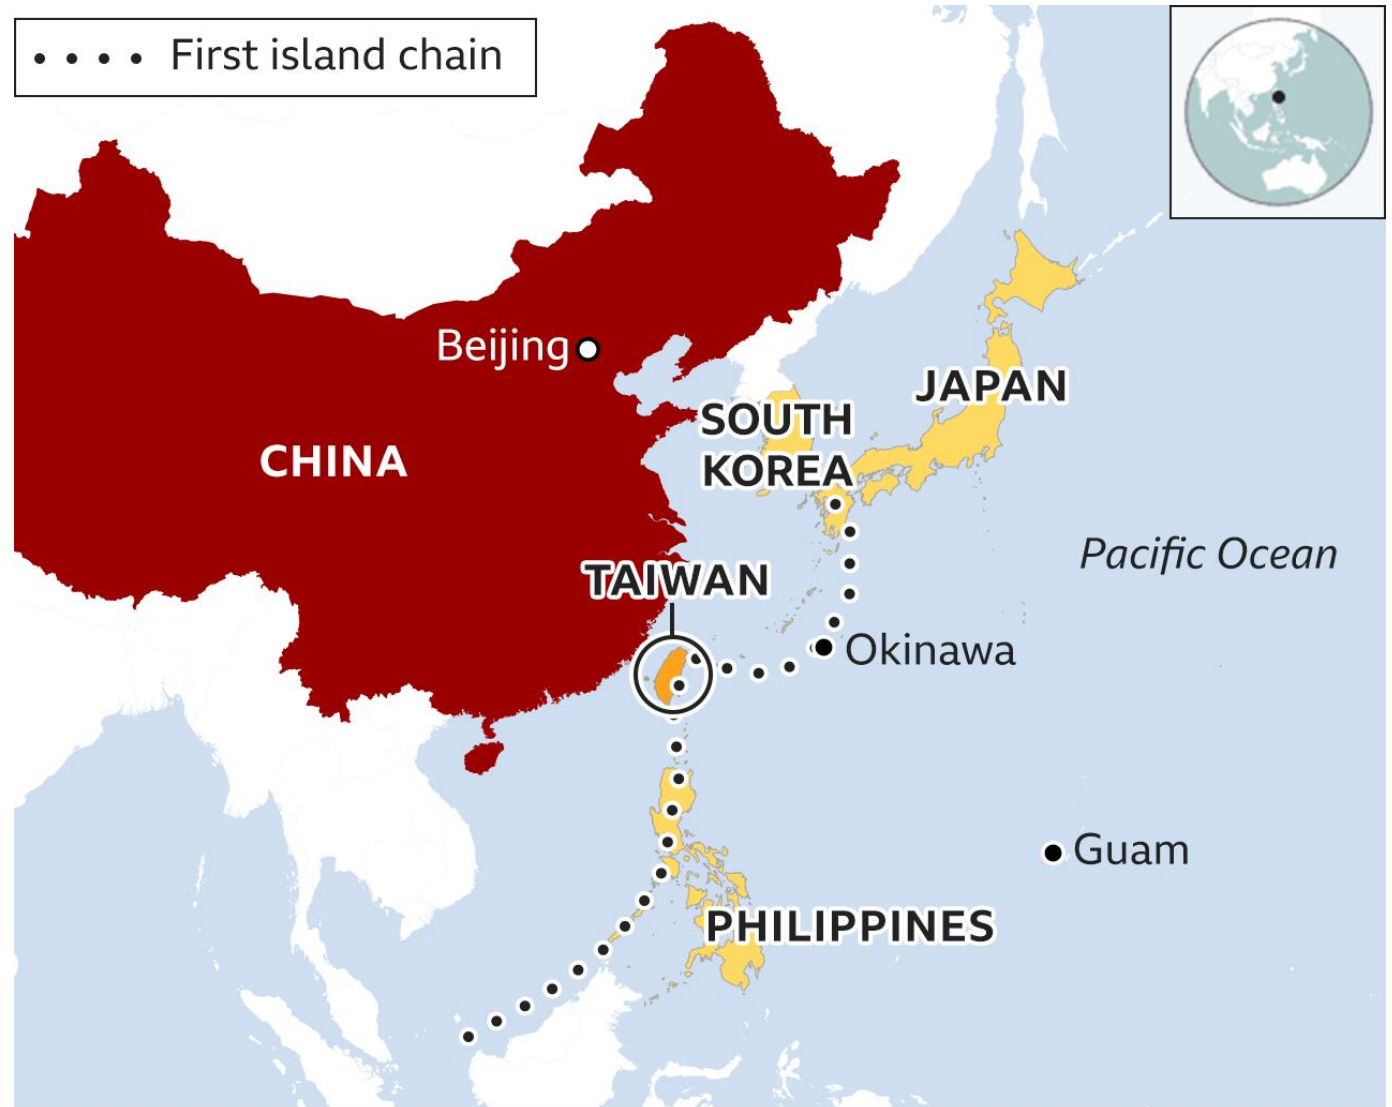 First island chain
Beijing
JAPAN
SOUTH
KOREA
CHINA
Pacific Ocean
TAIWAN
Okinawa
Guam
PHILIPPINES